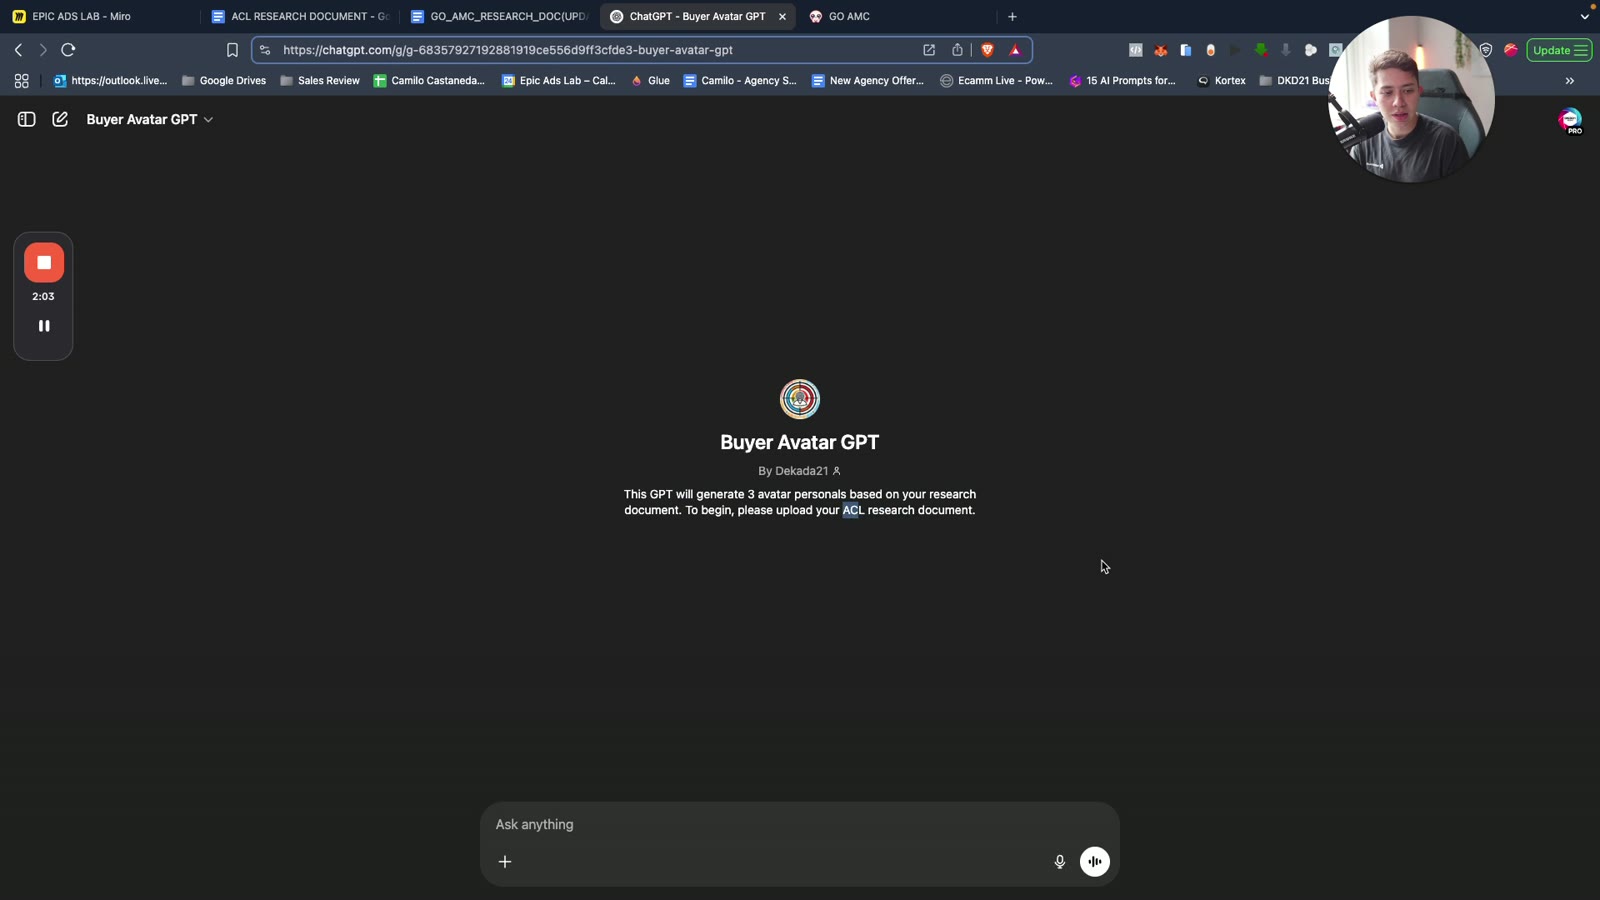 EPIC ADS LAB - Miro
ACL RESEARCH DOCUMENT - Go
GO_AMC_RESEARCH_DOC(UPDA
ChatGPT - Buyer Avatar GPT
GO AMC
https://chatgpt.com/g/g-68357927192881919ce556d9ff3cfde3-buyer-avatar-gpt
Update
https://outlook.live...
Google Drives
Sales Review
Camilo Castaneda...
Epic Ads Lab – Cal...
Glue
Camilo - Agency S...
New Agency Offer...
Ecamm Live - Pow...
15 AI Prompts for...
Kortex
DKD21 Bus
Buyer Avatar GPT
PRO
2:03
Buyer Avatar GPT
By Dekada21
This GPT will generate 3 avatar personals based on your research
document. To begin, please upload your ACL research document.
Ask anything